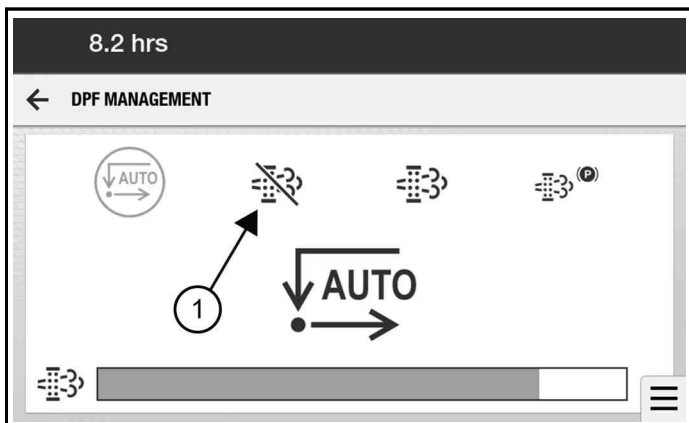 8.2 hrs
DPF MANAGEMENT
AUTO
(P)
AUTO
1